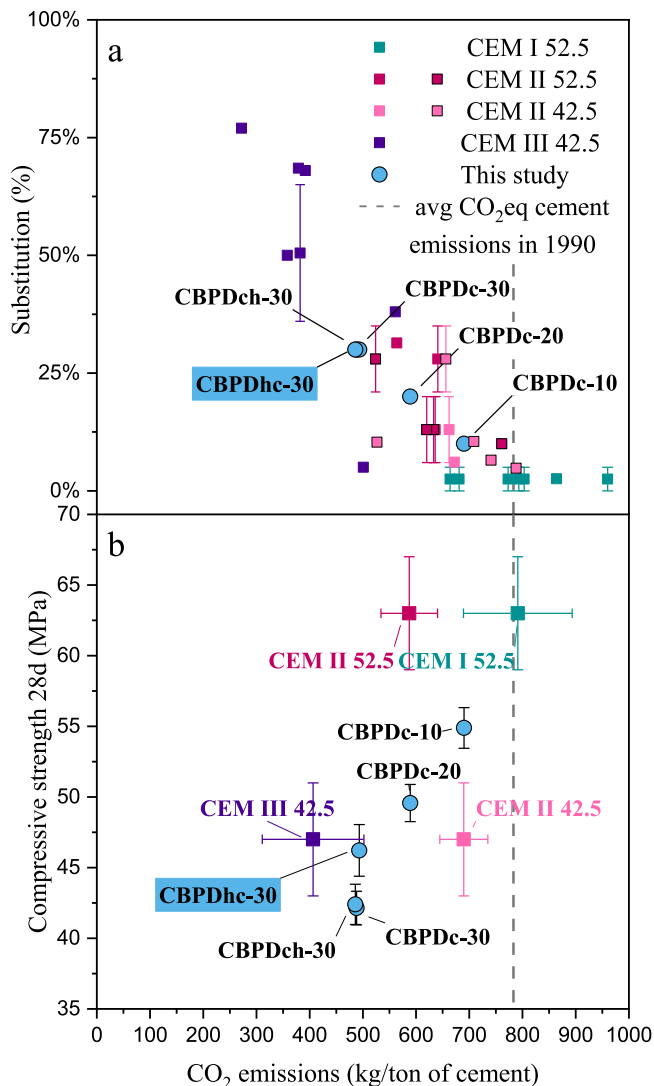 100%
75%
50%
25%
0%
Substitution (%)
a
CEM I 52.5
CEM II 52.5
CEM II 42.5
CEM III 42.5
This study
avg CO₂eq cement
emissions in 1990
CBPDch-30
CBPDc-30
CBPDc-20
CBPDhc-30
CBPDc-10
70
65
60
55
50
45
40
35
Compressive strength 28d (MPa)
b
CEM II 52.5
CEM I 52.5
CBPDc-10
CBPDc-20
CEM III 42.5
CEM II 42.5
CBPDhc-30
CBPDch-30
CBPDc-30
0 100 200 300 400 500 600 700 800 900 1000
CO₂ emissions (kg/ton of cement)